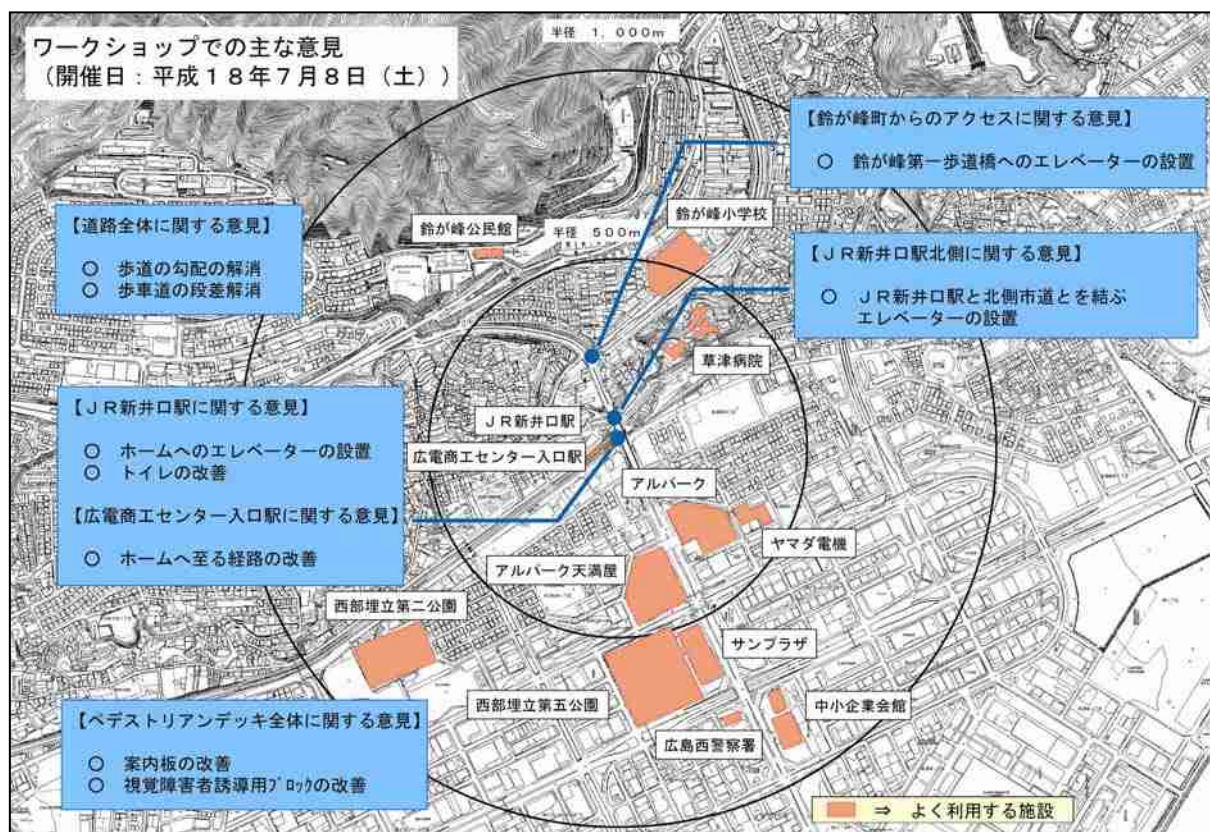 ワークショップでの主な意見
(開催日:平成18年7月8日(土))
半径 1,000m
【鈴が峰町からのアクセスに関する意見】
○ 鈴が峰第一歩道橋へのエレベーターの設置
鈴が峰小学校
鈴が峰公民館
半径 500m
【道路全体に関する意見】
○ 歩道の勾配の解消
○ 歩車道の段差解消
【JR新井口駅北側に関する意見】
○ JR新井口駅と北側市道とを結ぶ
エレベーターの設置
草津病院
【JR新井口駅に関する意見】
○ ホームへのエレベーターの設置
○ トイレの改善
【広電商工センター入口駅に関する意見】
○ ホームへ至る経路の改善
JR新井口駅
広電商工センター入口駅
アルパーク
ヤマダ電機
アルパーク天満屋
西部埋立第二公園
サンプラザ
西部埋立第五公園
中小企業会館
広島西警察署
【ペデストリアンデッキ全体に関する意見】
○ 案内板の改善
○ 視覚障害者誘導用ブロックの改善
⇒ よく利用する施設